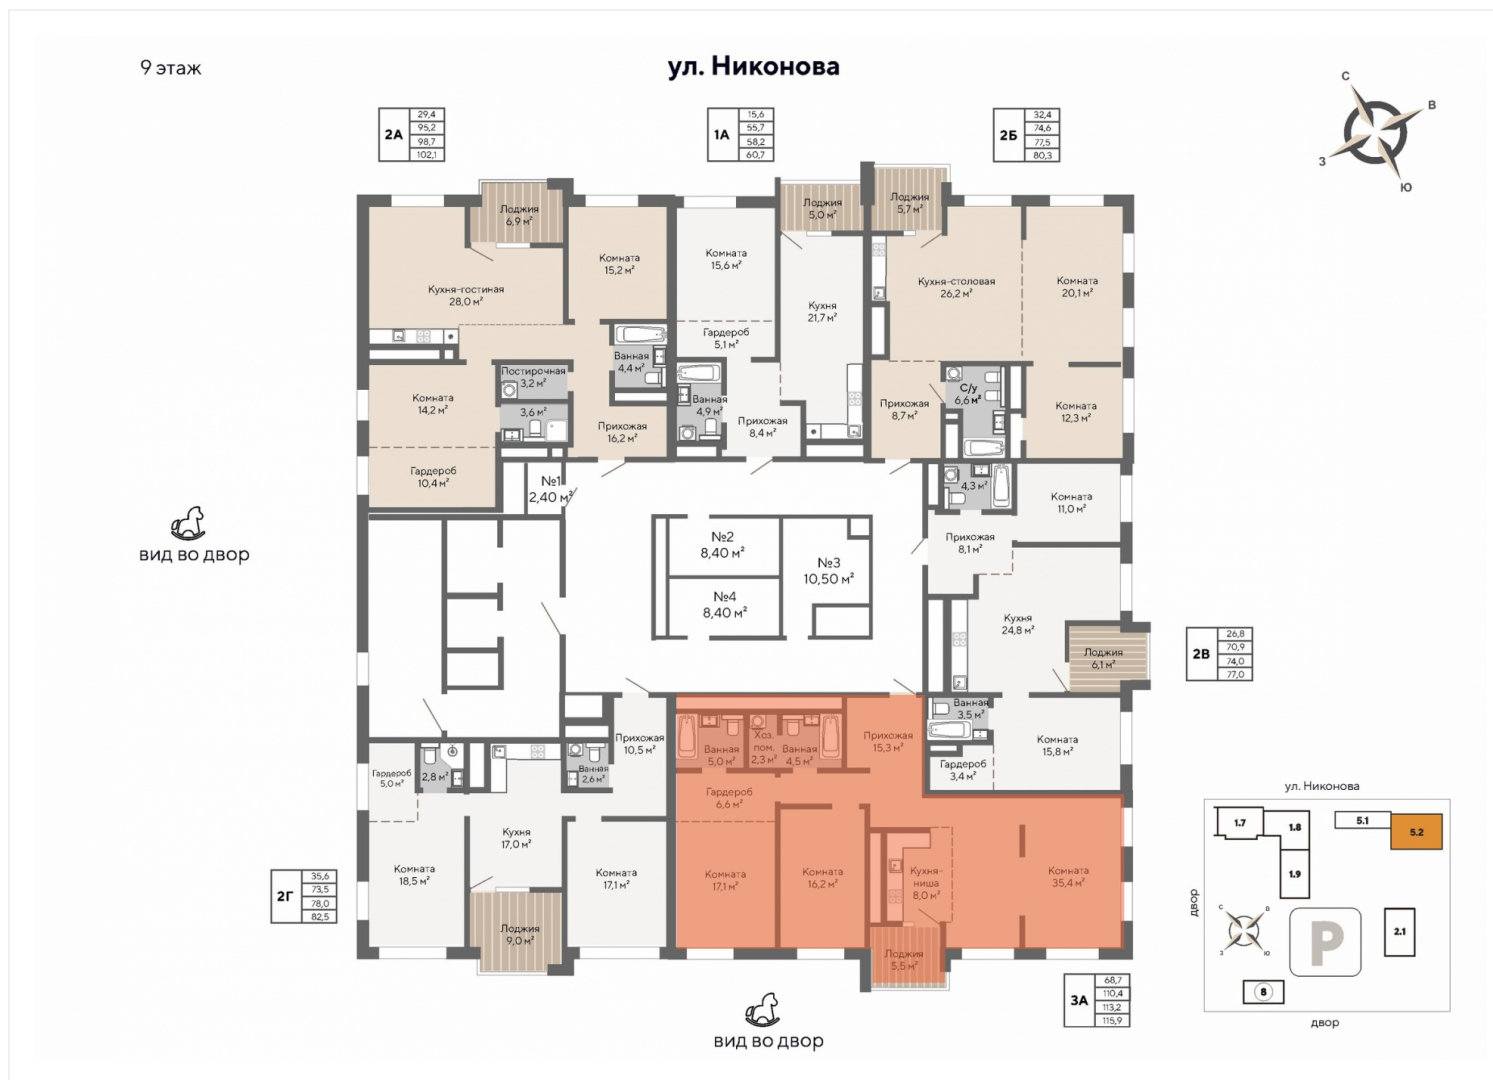 9 этаж
ул. Никонова
С
В
З
Ю
2А
29,4
95,2
98,7
102,1
1А
15,6
55,7
58,2
60,7
2Б
32,4
74,6
77,5
80,3
Лоджия
6,9 м²
Комната
15,2 м²
Кухня-гостиная
28,0 м²
Ванная
4,4 м²
Постирочная
3,2 м²
3,6 м²
Комната
14,2 м²
Прихожая
16,2 м²
Гардероб
10,4 м²
Комната
15,6 м²
Лоджия
5,0 м²
Кухня
21,7 м²
Гардероб
5,1 м²
Ванная
4,9 м²
Прихожая
8,4 м²
Лоджия
5,7 м²
Кухня-столовая
26,2 м²
Комната
20,1 м²
Прихожая
8,7 м²
С/у
6,6 м²
Комната
12,3 м²
№1
2,40 м²
№2
8,40 м²
№3
10,50 м²
№4
8,40 м²
4,3 м²
Комната
11,0 м²
Прихожая
8,1 м²
Кухня
24,8 м²
Лоджия
6,1 м²
Ванная
3,5 м²
Комната
15,8 м²
Гардероб
3,4 м²
2В
26,8
70,9
74,0
77,0
вид во двор
Прихожая
10,5 м²
Гардероб
5,0 м²
2,8 м²
Ванная
2,6 м²
Кухня
17,0 м²
Комната
18,5 м²
Комната
17,1 м²
Лоджия
9,0 м²
2Г
35,6
73,5
78,0
82,5
Ванная
5,0 м²
Хоз.
пом.
2,3 м²
Ванная
4,5 м²
Прихожая
15,3 м²
Гардероб
6,6 м²
Комната
17,1 м²
Комната
16,2 м²
Кухня-
ниша
8,0 м²
Комната
35,4 м²
Лоджия
5,5 м²
3А
68,7
110,4
113,2
115,9
вид во двор
ул. Никонова
1.7
1.8
1.9
5.1
5.2
двор
С
В
З
Ю
P
2.1
8
двор